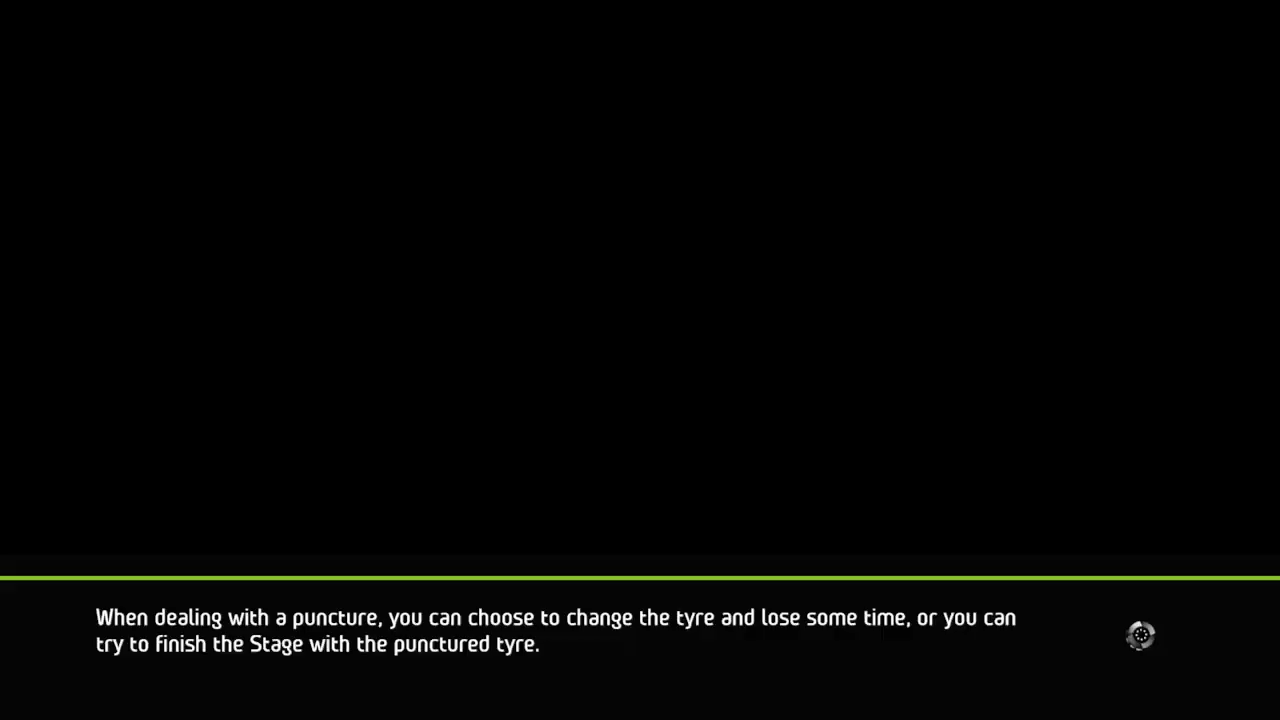 When dealing with a puncture, you can choose to change the tyre and lose some time, or you can
try to finish the Stage with the punctured tyre.